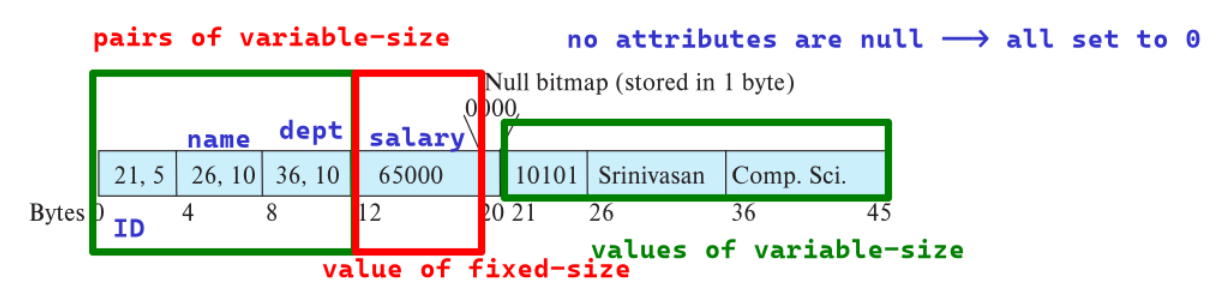 pairs of variable-size no attributes are null → all set to 0
Null bitmap (stored in 1 byte)
0000
name dept salary
21, 5 26, 10 36, 10 65000 10101 Srinivasan Comp. Sci.
Bytes 0 4 8 12 20 21 26 36 45
ID
values of variable-size
value of fixed-size